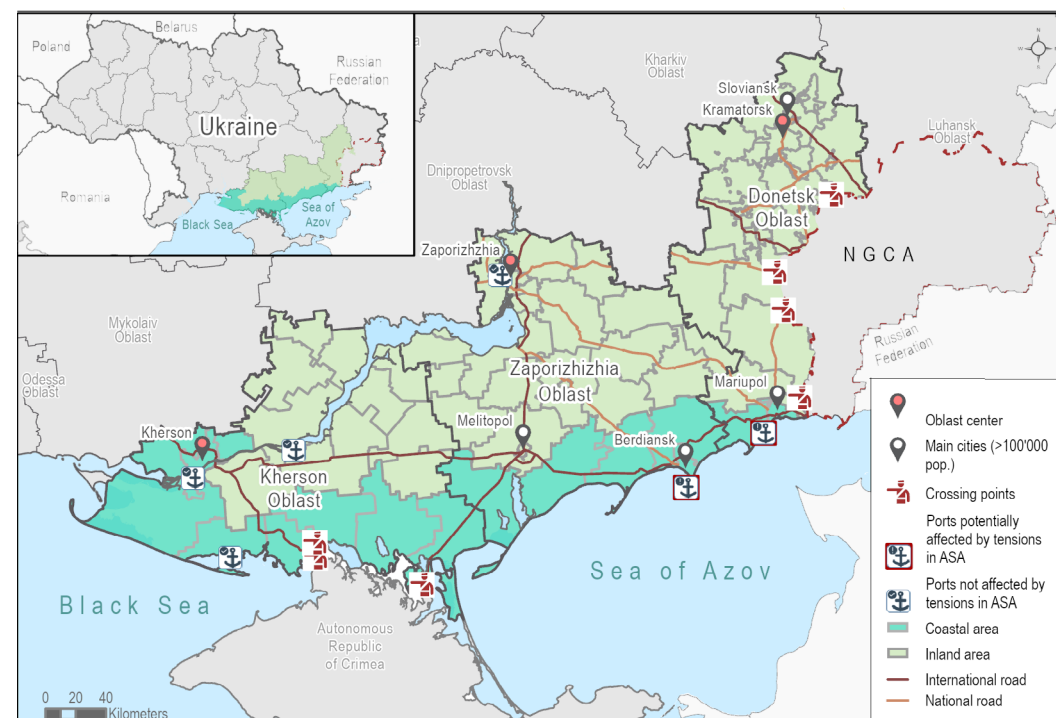 Belarus
Poland
Russian
Federation
Ukraine
Romania
Black Sea
Sea of
Azov
Kharkiv
Oblast
Sloviansk
Kramatorsk
Luhansk
Oblast
Dnipropetrovsk
Oblast
Donetsk
Oblast
Zaporizhzhia
NGCA
Mykolaiv
Oblast
Russian
Federation
Odessa
Oblast
Zaporizhizhia
Oblast
Mariupol
Kherson
Melitopol
Berdiansk
Kherson
Oblast
Sea of Azov
Black Sea
Autonomous
Republic
of Crimea
0 20 40
Kilometers
Oblast center
Main cities (>100'000
pop.)
Crossing points
Ports potentially
affected by tensions
in ASA
Ports not affected by
tensions in ASA
Coastal area
Inland area
International road
National road